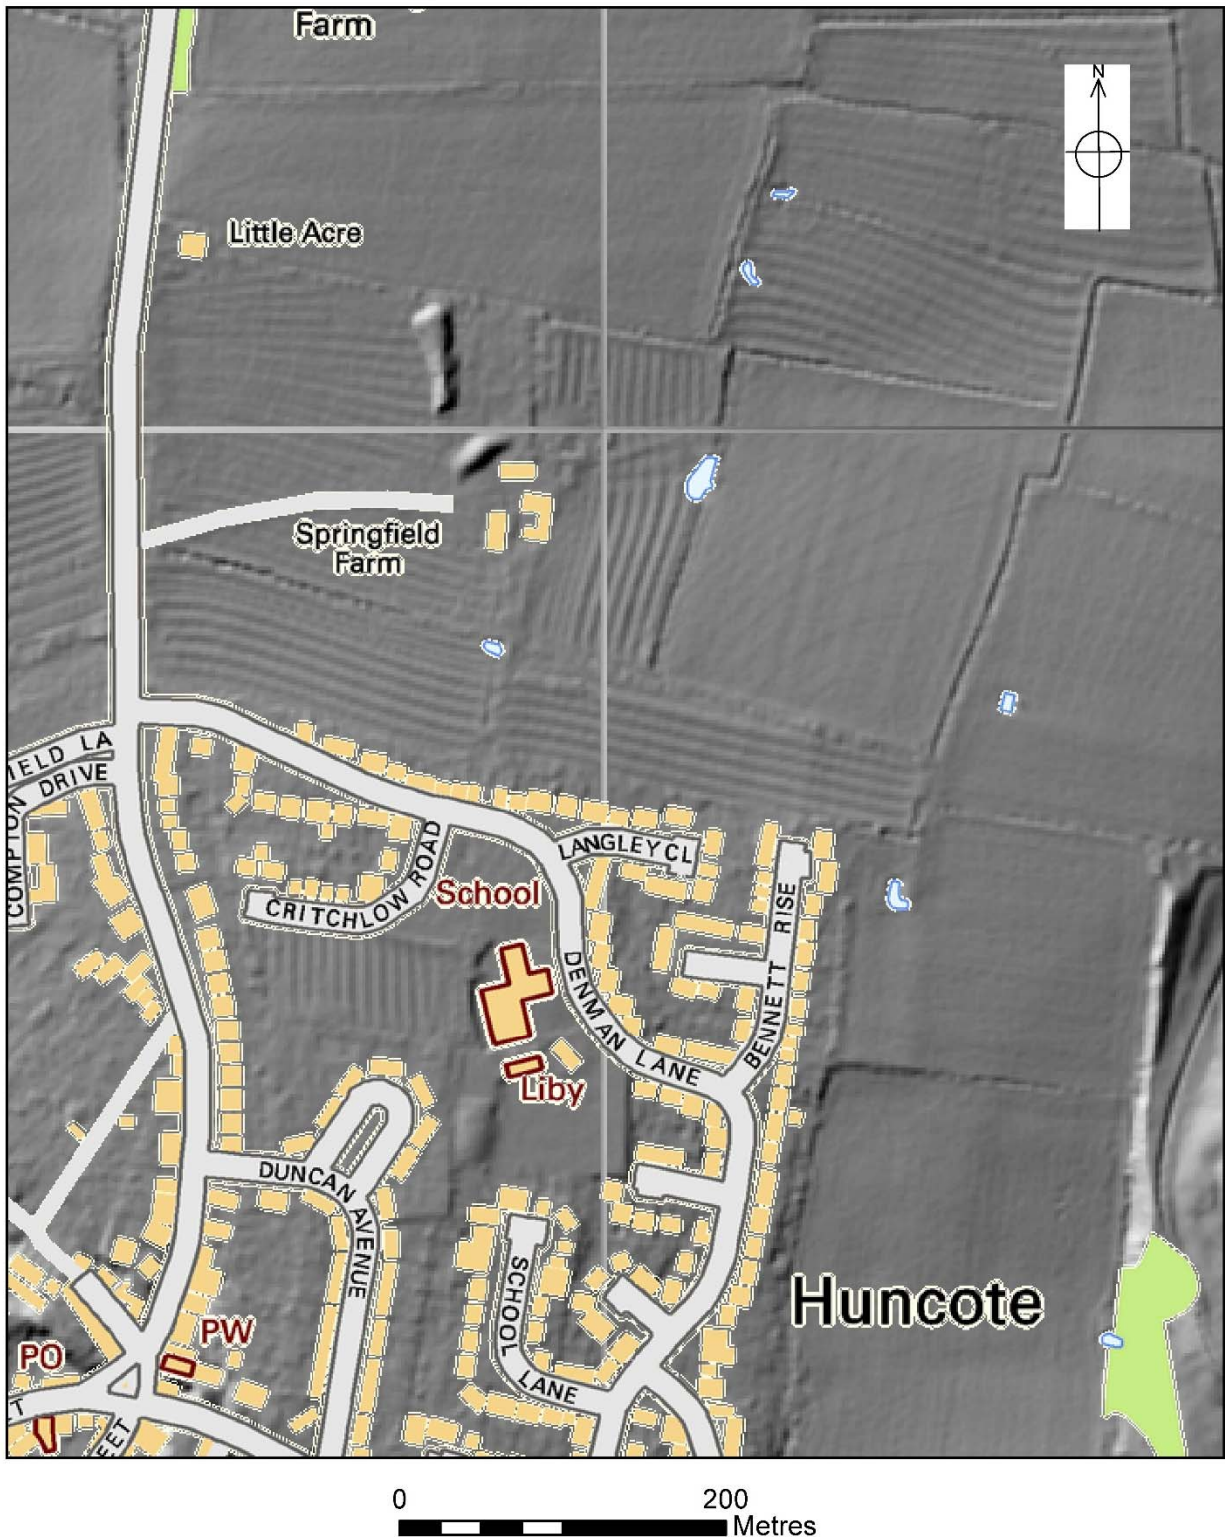 Farm
N
Little Acre
Springfield
Farm
IELD LA
COMPTON DRIVE
LANGLEY CL
CRITCHLOW ROAD
School
BENNETT RISE
DENMAN LANE
Liby
DUNCAN AVENUE
SCHOOL LANE
Huncote
PW
PO
T
EET
0 200
Metres